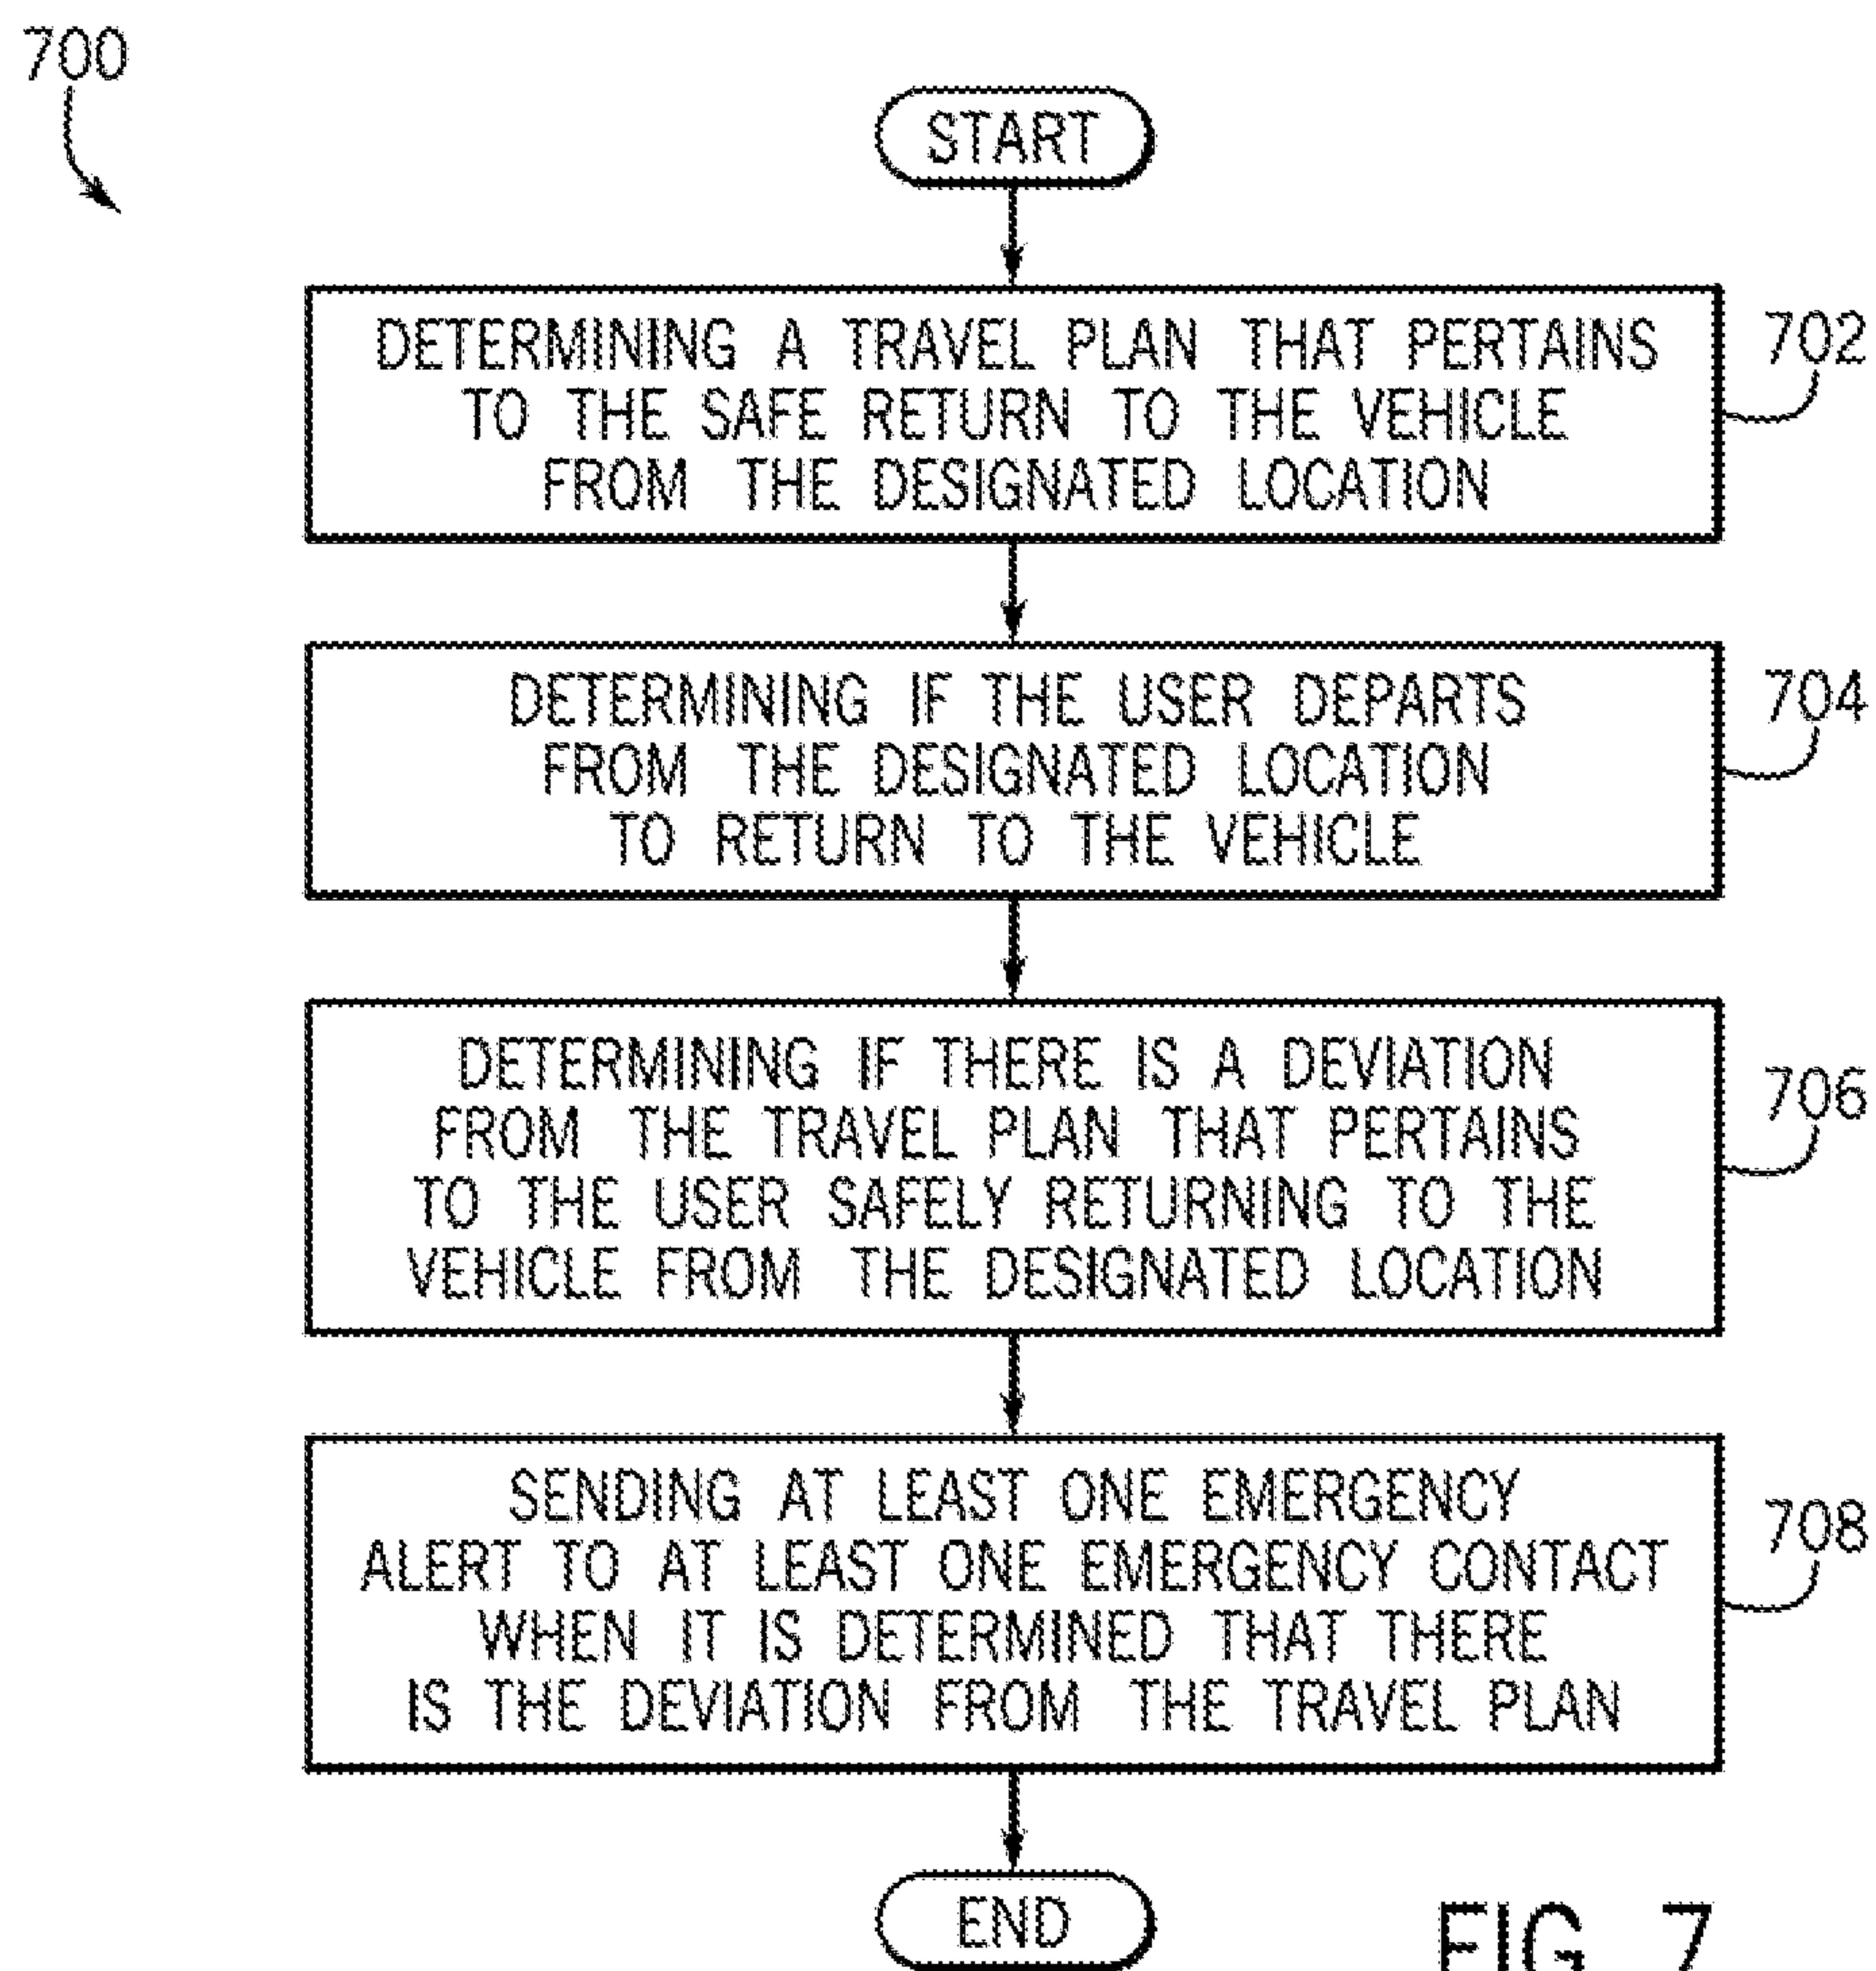 700
START
DETERMINING A TRAVEL PLAN THAT PERTAINS
TO THE SAFE RETURN TO THE VEHICLE
FROM THE DESIGNATED LOCATION
702
DETERMINING IF THE USER DEPARTS
FROM THE DESIGNATED LOCATION
TO RETURN TO THE VEHICLE
704
DETERMINING IF THERE IS A DEVIATION
FROM THE TRAVEL PLAN THAT PERTAINS
TO THE USER SAFELY RETURNING TO THE
VEHICLE FROM THE DESIGNATED LOCATION
706
SENDING AT LEAST ONE EMERGENCY
ALERT TO AT LEAST ONE EMERGENCY CONTACT
WHEN IT IS DETERMINED THAT THERE
IS THE DEVIATION FROM THE TRAVEL PLAN
708
END
FIG 7